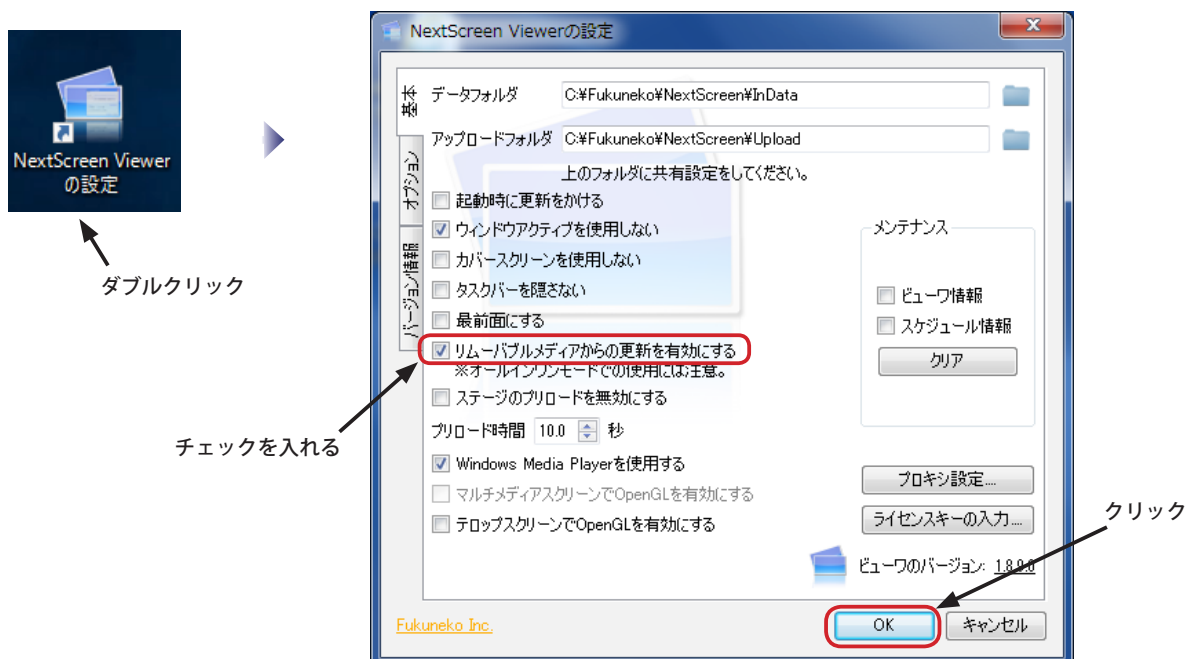 NextScreen Viewer
の設定
ダブルクリック
NextScreen Viewerの設定
基本
オプション
バージョン情報
データフォルダ
C:¥Fukuneko¥NextScreen¥InData
アップロードフォルダ
C:¥Fukuneko¥NextScreen¥Upload
上のフォルダに共有設定をしてください。
起動時に更新をかける
ウィンドウアクティブを使用しない
カバースクリーンを使用しない
タスクバーを隠さない
最前面にする
リムーバブルメディアからの更新を有効にする
※オールインワンモードでの使用には注意。
ステージのプリロードを無効にする
プリロード時間 10.0 秒
Windows Media Playerを使用する
マルチメディアスクリーンでOpenGLを有効にする
テロップスクリーンでOpenGLを有効にする
チェックを入れる
メンテナンス
ビューワ情報
スケジュール情報
クリア
プロキシ設定...
ライセンスキーの入力...
クリック
ビューワのバージョン: 1.8.9.0
Fukuneko Inc.
OK
キャンセル